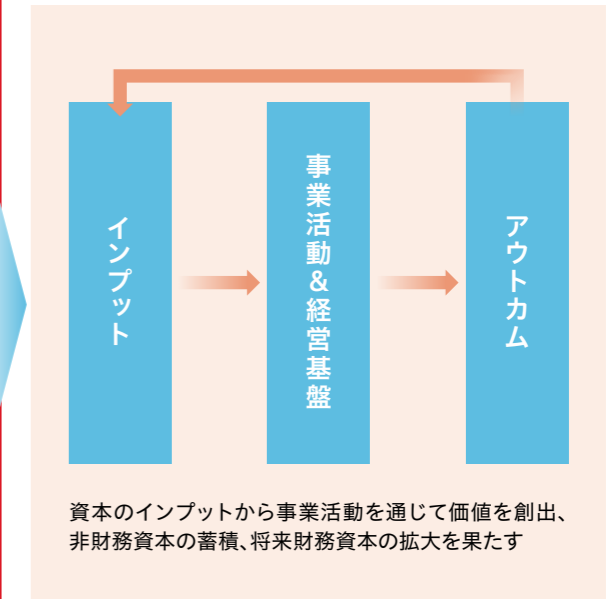 インプット
事業活動&経営基盤
アウトカム
資本のインプットから事業活動を通じて価値を創出、
非財務資本の蓄積、将来財務資本の拡大を果たす